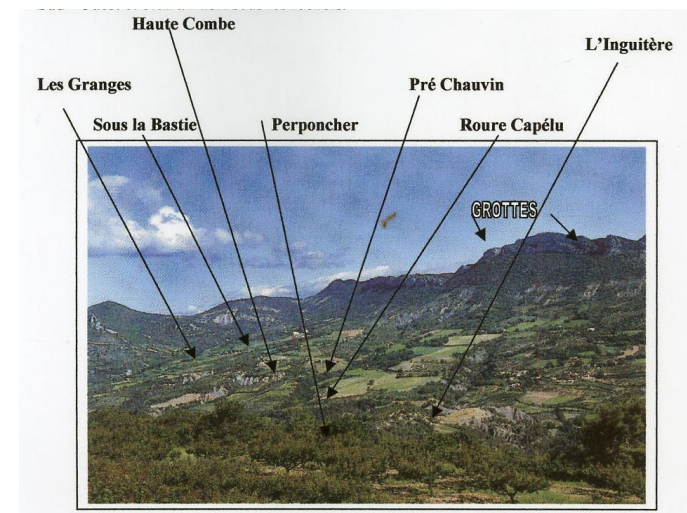 Haute Combe
L'Inguitère
Les Granges
Pré Chauvin
Sous la Bastie
Perponcher
Roure Capélu
GROTTES